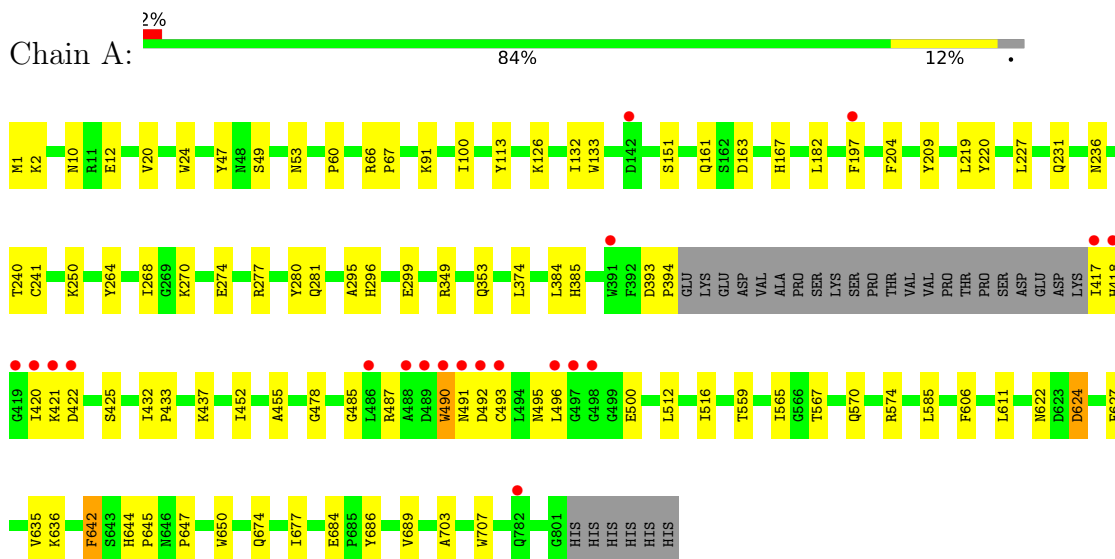 2%
Chain A:
84% 12% •
M1 K2 N10 R11 E12 V20 W24 Y47 N48 S49 N53 P60 R66 P67 K91 I100 Y113 K126 I132 W133 D142 S151 Q161 S162 D163 H167 L182 F197 F204 Y209 L219 Y220 L227 Q231 N236
T240 C241 K250 Y264 I268 G269 K270 E274 R277 Y280 Q281 A295 H296 E299 R349 Q353 L374 L384 H385 W391 F392 D393 P394 GLU LYS GLU ASP VAL ALA PRO SER LYS SER PRO THR VAL VAL PRO THR PRO SER ASP GLU ASP LYS I417 H418
G419 I420 K421 D422 S425 I432 P433 K437 I452 A455 G478 G485 L486 R487 A488 D489 W490 N491 D492 C493 L494 N495 L496 G497 G498 G499 E500 L512 I516 T559 I565 G566 T567 Q570 R574 L585 F606 L611 N622 D623 D624
V635 K636 F642 S643 H644 P645 N646 P647 W650 Q674 I677 E684 P685 Y686 V689 A703 W707 Q782 G801 HIS HIS HIS HIS HIS HIS